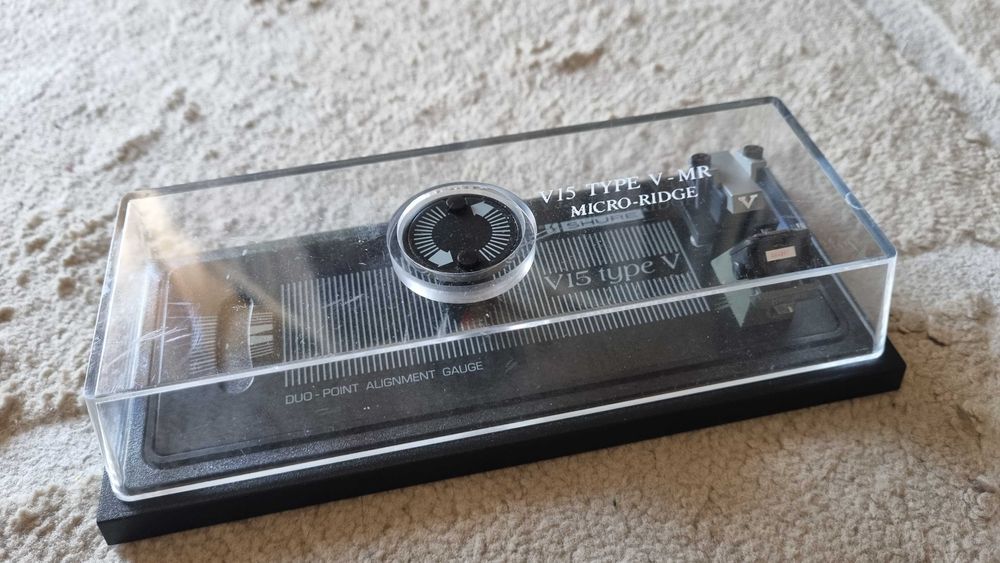 V15 TYPE V-MR
MICRO-RIDGE
SHURE
V15 type V
V
DUO-POINT ALIGNMENT GAUGE